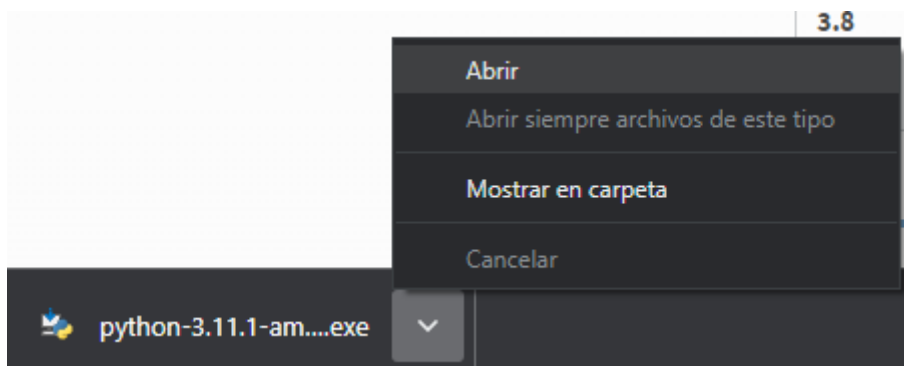 3.8
Abrir
Abrir siempre archivos de este tipo
Mostrar en carpeta
Cancelar
python-3.11.1-am....exe